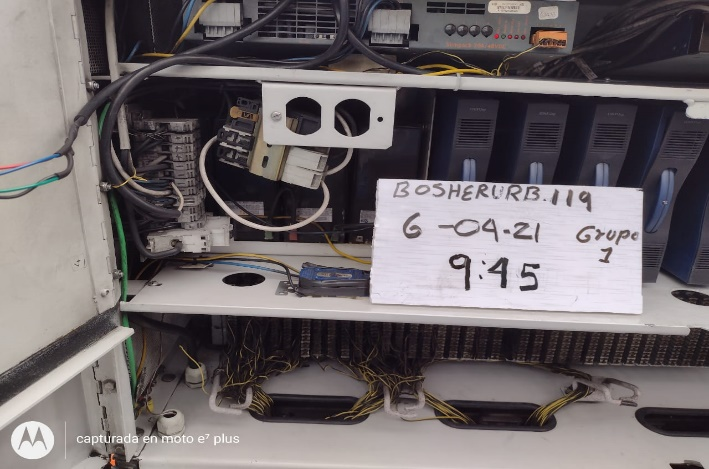 BOSHERURB.119
6-04-21 Grupo
1
9:45
capturada en moto e⁷ plus